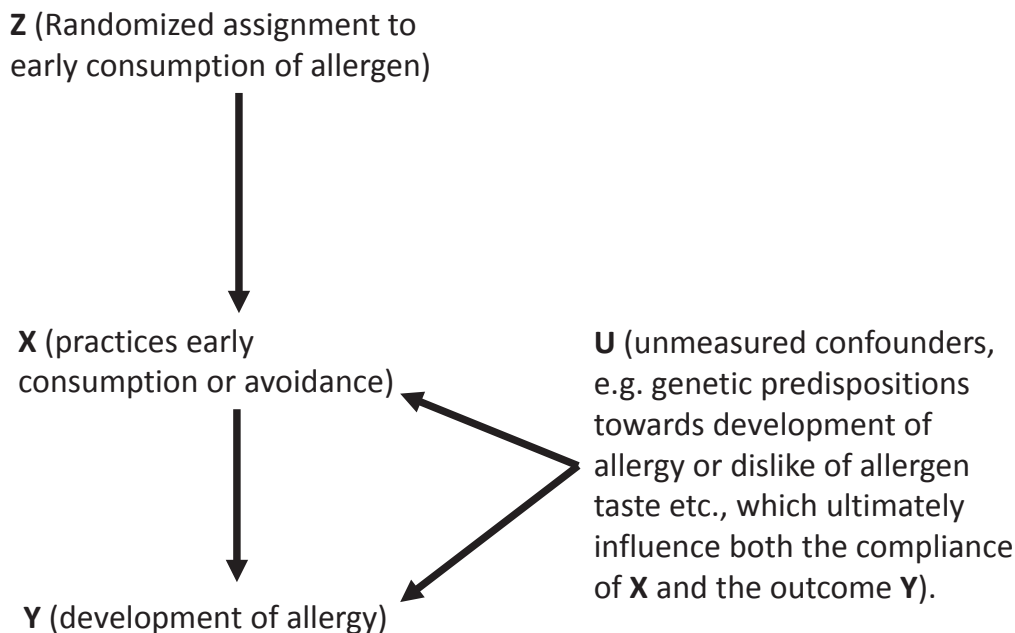 Z (Randomized assignment to
early consumption of allergen)
X (practices early
consumption or avoidance)
U (unmeasured confounders,
e.g. genetic predispositions
towards development of
allergy or dislike of allergen
taste etc., which ultimately
influence both the compliance
of X and the outcome Y).
Y (development of allergy)